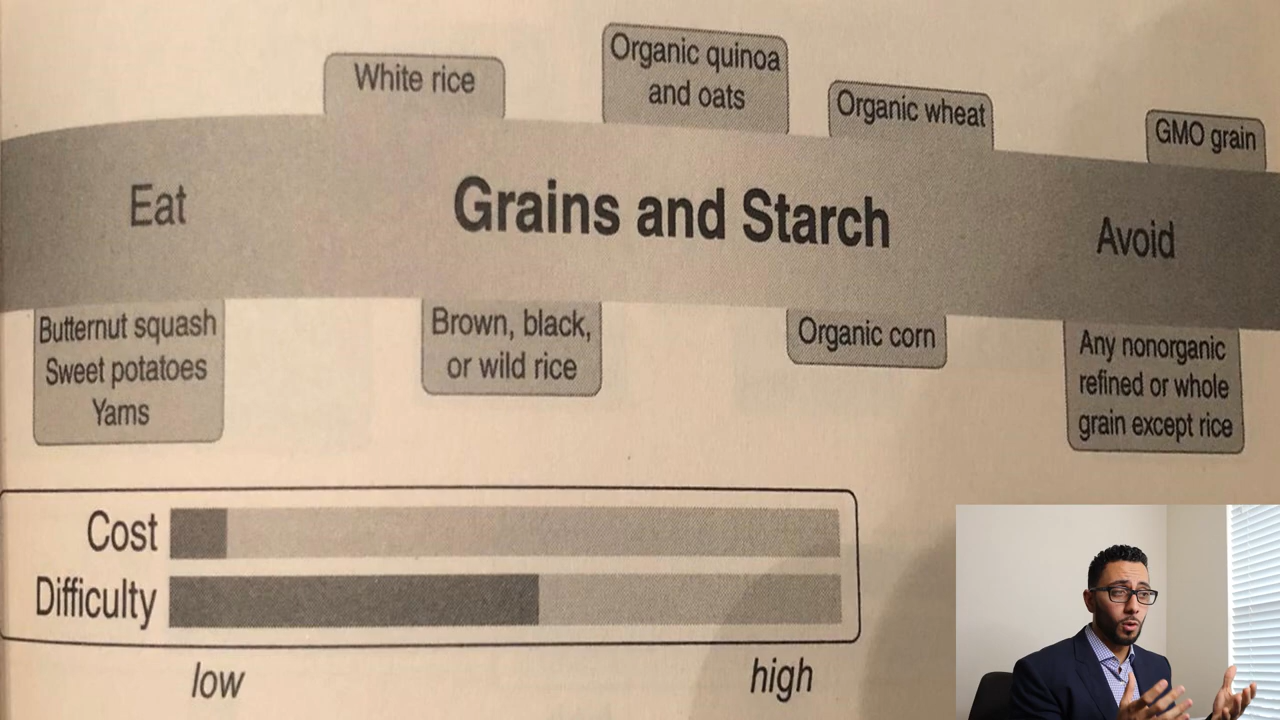 White rice
Organic quinoa
and oats
Organic wheat
GMO grain
Eat
Grains and Starch
Avoid
Butternut squash
Sweet potatoes
Yams
Brown, black,
or wild rice
Organic corn
Any nonorganic
refined or whole
grain except rice
Cost
Difficulty
low
high